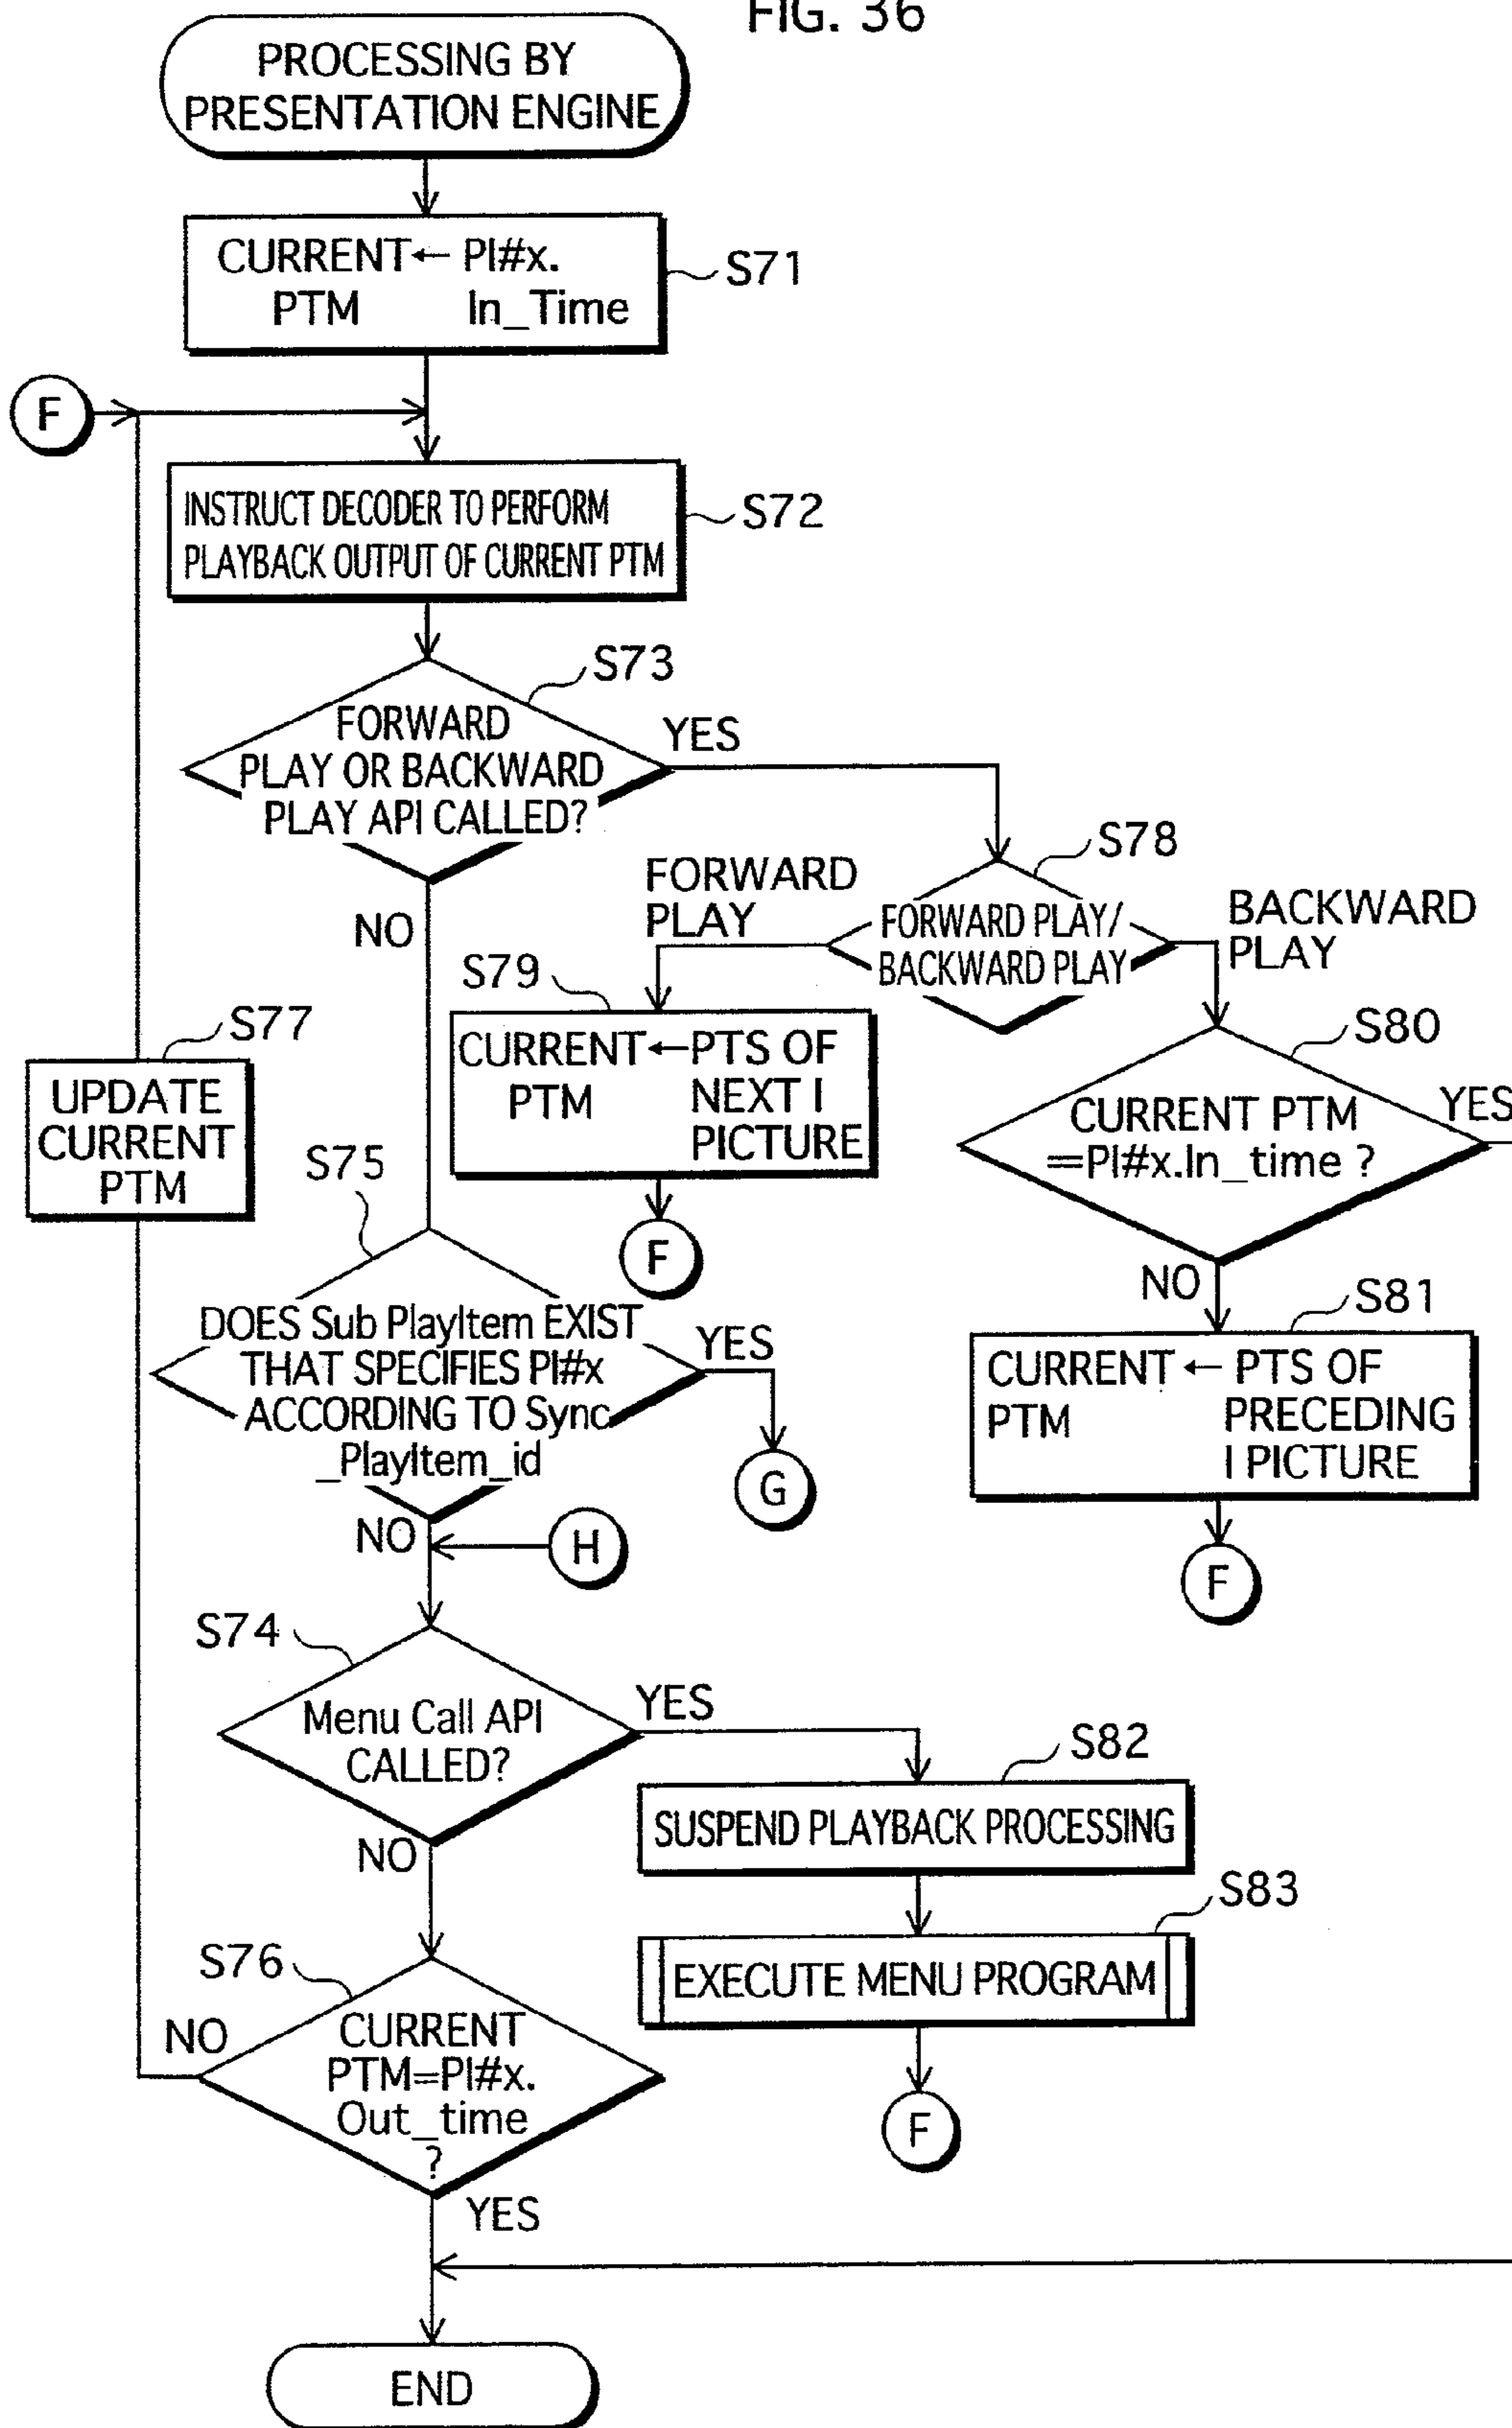 FIG. 36
PROCESSING BY
PRESENTATION ENGINE
CURRENT ← PI#x.
PTM In_Time
S71
F
INSTRUCT DECODER TO PERFORM
PLAYBACK OUTPUT OF CURRENT PTM
S72
S73
FORWARD
PLAY OR BACKWARD
PLAY API CALLED?
YES
NO
S78
FORWARD PLAY/
BACKWARD PLAY
FORWARD
PLAY
BACKWARD
PLAY
S79
CURRENT ← PTS OF
PTM NEXT I
PICTURE
F
S80
CURRENT PTM
=PI#x.In_time ?
YES
NO
S81
CURRENT ← PTS OF
PTM PRECEDING
I PICTURE
F
S77
UPDATE
CURRENT
PTM
S75
DOES Sub PlayItem EXIST
THAT SPECIFIES PI#x
ACCORDING TO Sync
_PlayItem_id
YES
G
NO
H
S74
Menu Call API
CALLED?
YES
NO
S82
SUSPEND PLAYBACK PROCESSING
S83
EXECUTE MENU PROGRAM
F
S76
CURRENT
PTM=PI#x.
Out_time
?
NO
YES
END